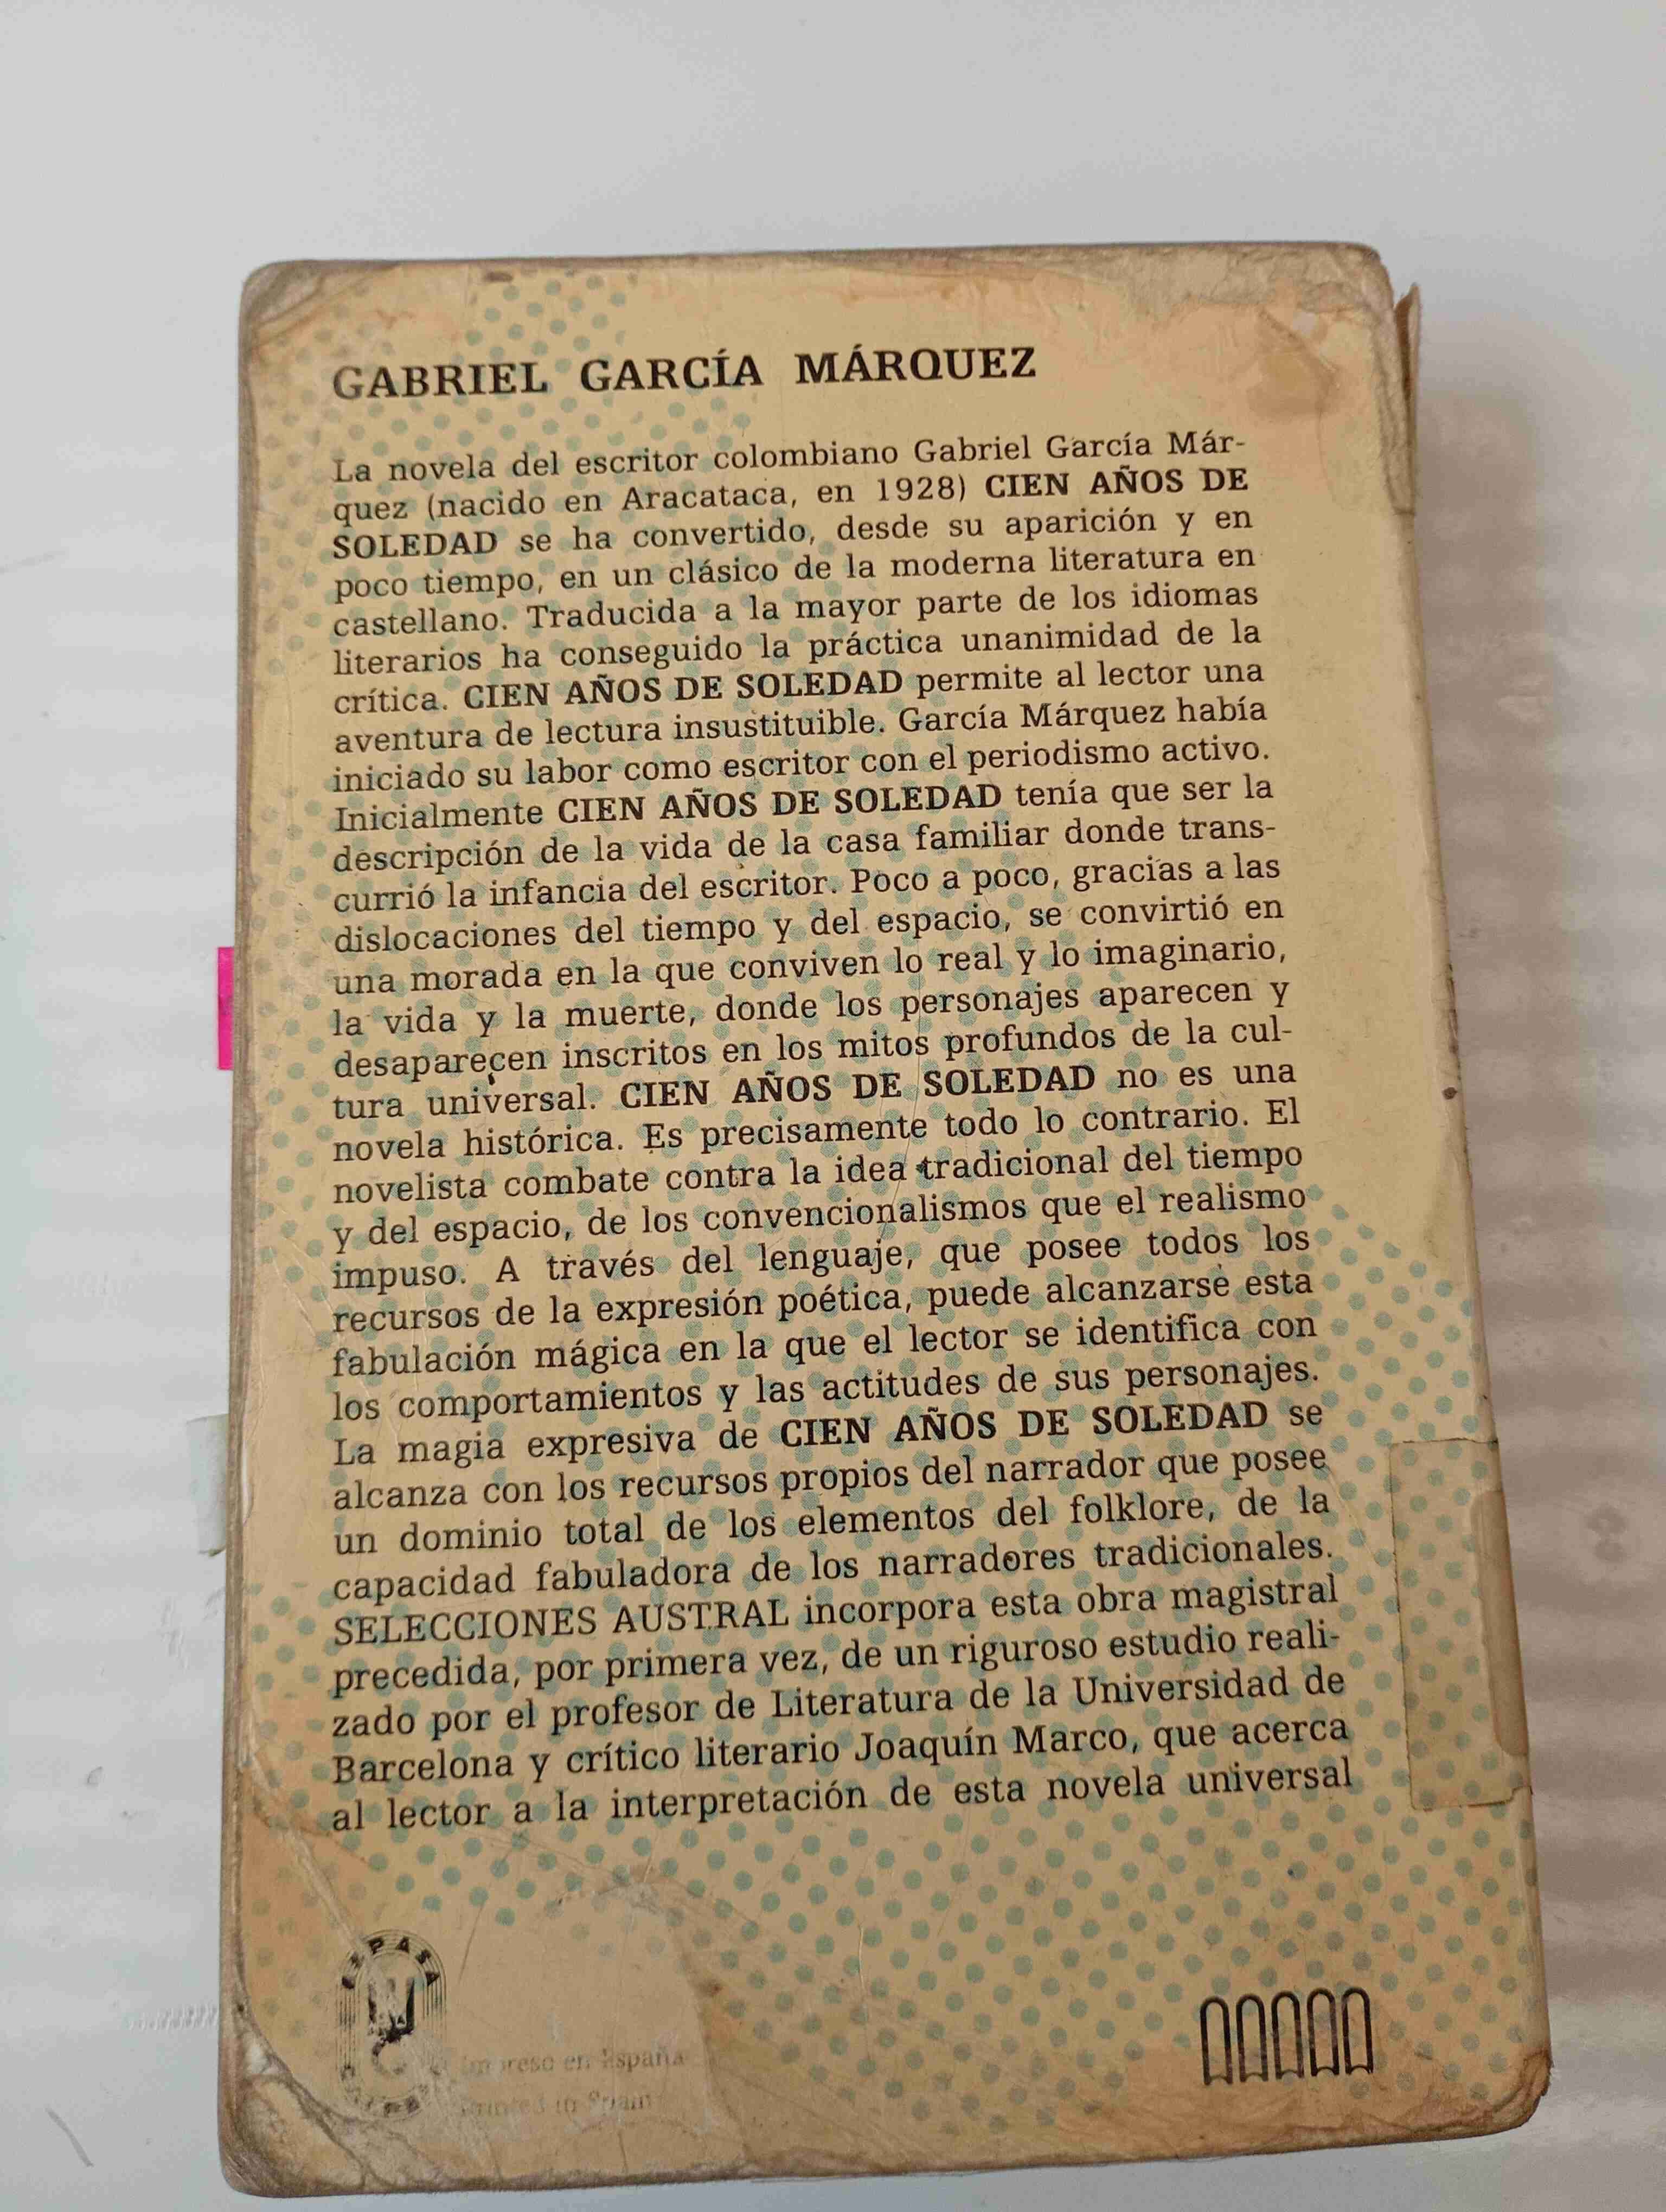 GABRIEL GARCÍA MÁRQUEZ
La novela del escritor colombiano Gabriel García Már-
quez (nacido en Aracataca, en 1928) CIEN AÑOS DE
SOLEDAD se ha convertido, desde su aparición y en
poco tiempo, en un clásico de la moderna literatura en
castellano. Traducida a la mayor parte de los idiomas
literarios ha conseguido la práctica unanimidad de la
crítica. CIEN AÑOS DE SOLEDAD permite al lector una
aventura de lectura insustituible. García Márquez había
iniciado su labor como escritor con el periodismo activo.
Inicialmente CIEN AÑOS DE SOLEDAD tenía que ser la
descripción de la vida de la casa familiar donde trans-
currió la infancia del escritor. Poco a poco, gracias a las
dislocaciones del tiempo y del espacio, se convirtió en
una morada en la que conviven lo real y lo imaginario,
la vida y la muerte, donde los personajes aparecen y
desaparecen inscritos en los mitos profundos de la cul-
tura universal. CIEN AÑOS DE SOLEDAD no es una
novela histórica. Es precisamente todo lo contrario. El
novelista combate contra la idea tradicional del tiempo
y del espacio, de los convencionalismos que el realismo
impuso. A través del lenguaje, que posee todos los
recursos de la expresión poética, puede alcanzarse esta
fabulación mágica en la que el lector se identifica con
los comportamientos y las actitudes de sus personajes.
La magia expresiva de CIEN AÑOS DE SOLEDAD se
alcanza con los recursos propios del narrador que posee
un dominio total de los elementos del folklore, de la
capacidad fabuladora de los narradores tradicionales.
SELECCIONES AUSTRAL incorpora esta obra magistral
precedida, por primera vez, de un riguroso estudio reali-
zado por el profesor de Literatura de la Universidad de
Barcelona y crítico literario Joaquín Marco, que acerca
al lector a la interpretación de esta novela universal
ESPASA
Impreso en España
Printed in Spain